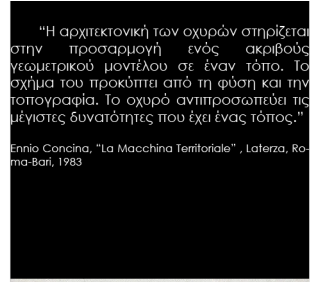 “Η αρχιτεκτονική των οχυρών στηρίζεται
στην προσαρμογή ενός ακριβούς
γεωμετρικού μοντέλου σε έναν τόπο. Το
σχήμα του προκύπτει από τη φύση και την
τοπογραφία. Το οχυρό αντιπροσωπεύει τις
μέγιστες δυνατότητες που έχει ένας τόπος.”
Ennio Concina, “La Macchina Territoriale” , Laterza, Ro-
ma-Bari, 1983